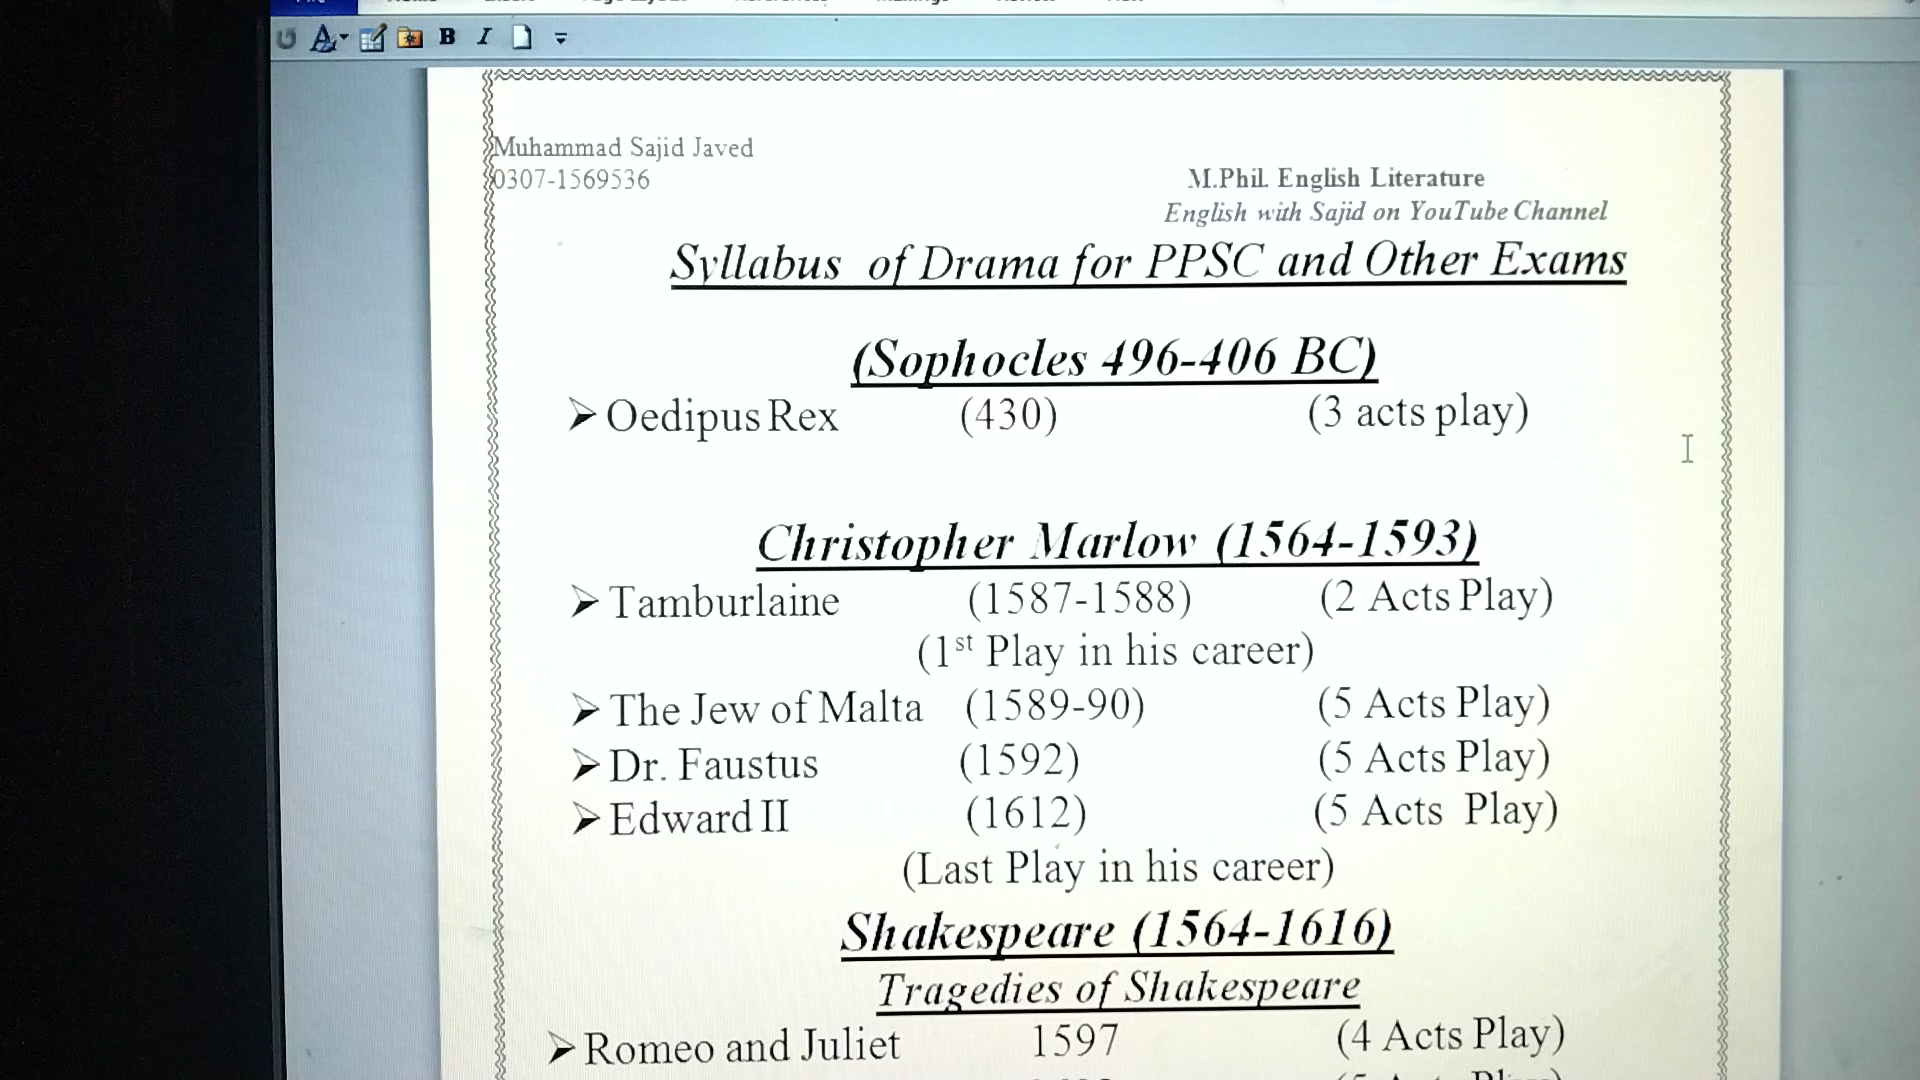 B I
Muhammad Sajid Javed
0307-1569536
M.Phil. English Literature
English with Sajid on YouTube Channel
Syllabus of Drama for PPSC and Other Exams
(Sophocles 496-406 BC)
➤ Oedipus Rex (430) (3 acts play)
Christopher Marlow (1564-1593)
➤ Tamburlaine (1587-1588) (2 Acts Play)
(1st Play in his career)
➤ The Jew of Malta (1589-90) (5 Acts Play)
➤ Dr. Faustus (1592) (5 Acts Play)
➤ Edward II (1612) (5 Acts Play)
(Last Play in his career)
Shakespeare (1564-1616)
Tragedies of Shakespeare
➤ Romeo and Juliet 1597 (4 Acts Play)